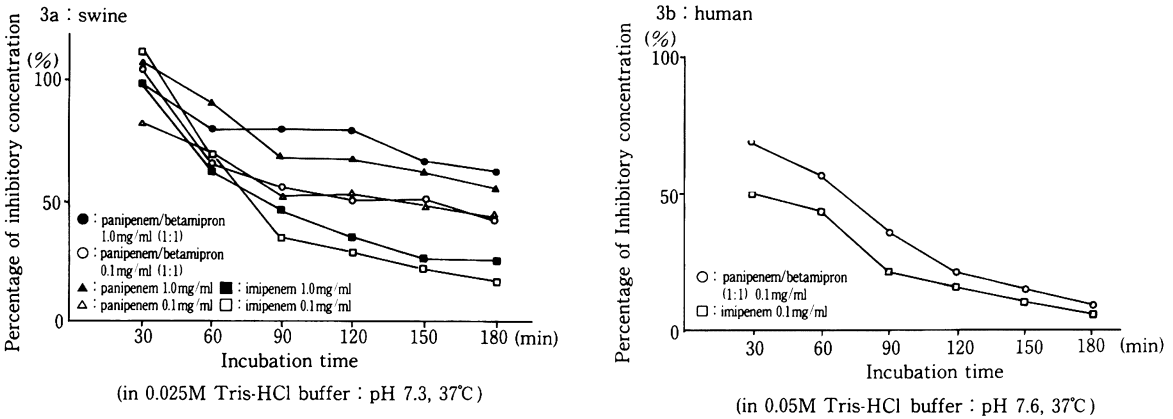 3a : swine
Percentage of inhibitory concentration
(%)
100
50
0
● : panipenem/betamipron
1.0mg/ml (1:1)
○ : panipenem/betamipron
0.1mg/ml (1:1)
▲ : panipenem 1.0mg/ml ■ : imipenem 1.0mg/ml
△ : panipenem 0.1mg/ml □ : imipenem 0.1mg/ml
30 60 90 120 150 180 (min)
Incubation time
(in 0.025M Tris-HCl buffer : pH 7.3, 37℃)
3b : human
Percentage of Inhibitory concentration
(%)
100
50
0
○ : panipenem/betamipron
(1:1) 0.1mg/ml
□ : imipenem 0.1mg/ml
30 60 90 120 150 180 (min)
Incubation time
(in 0.05M Tris-HCl buffer : pH 7.6, 37℃)